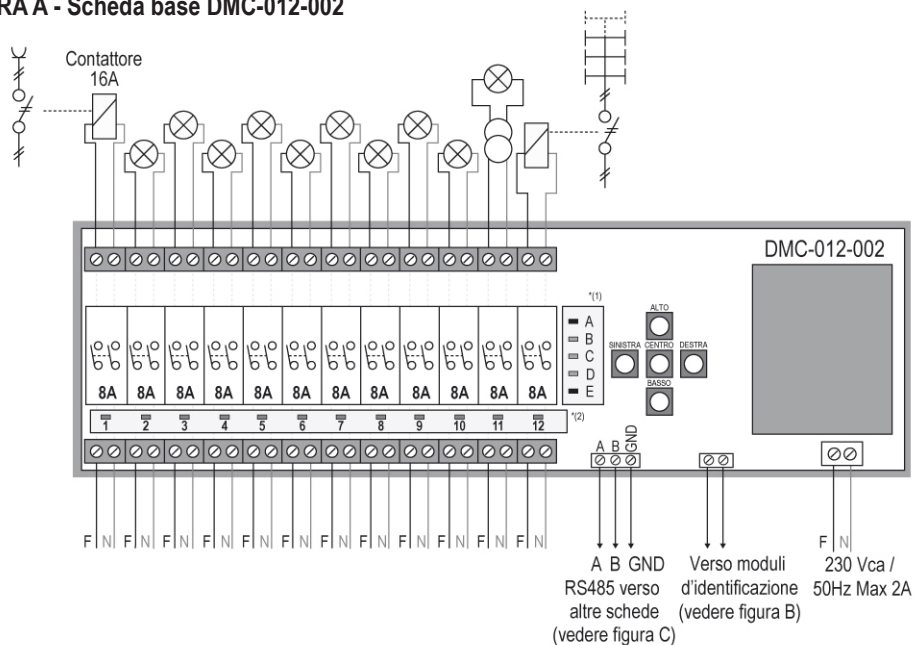 RA A - Scheda base DMC-012-002
Contattore
16A
DMC-012-002
*(1)
A
B
C
D
E
ALTO
SINISTRA CENTRO DESTRA
BASSO
8A 8A 8A 8A 8A 8A 8A 8A 8A 8A 8A 8A
1 2 3 4 5 6 7 8 9 10 11 12
*(2)
A B GND
F N F N F N F N F N F N F N F N F N F N F N F N
A B GND
RS485 verso
altre schede
(vedere figura C)
Verso moduli
d'identificazione
(vedere figura B)
F N
230 Vca /
50Hz Max 2A